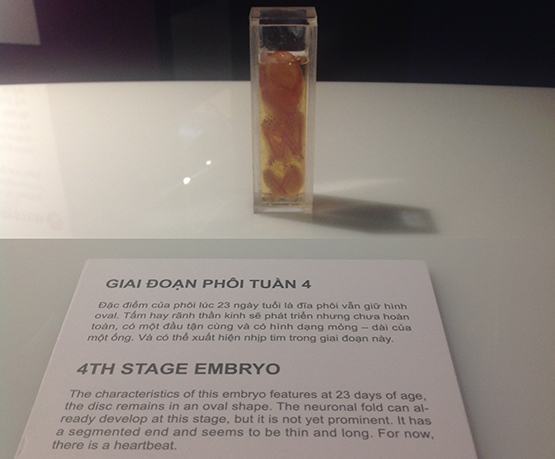 GIAI ĐOẠN PHÔI TUẦN 4
Đặc điểm của phôi lúc 23 ngày tuổi là đĩa phôi vẫn giữ hình
oval. Tấm hay rãnh thần kinh sẽ phát triển nhưng chưa hoàn
toàn, có một đầu tận cùng và có hình dạng mỏng – dài của
một ống. Và có thể xuất hiện nhịp tim trong giai đoạn này.
4TH STAGE EMBRYO
The characteristics of this embryo features at 23 days of age,
the disc remains in an oval shape. The neuronal fold can al-
ready develop at this stage, but it is not yet prominent. It has
a segmented end and seems to be thin and long. For now,
there is a heartbeat.